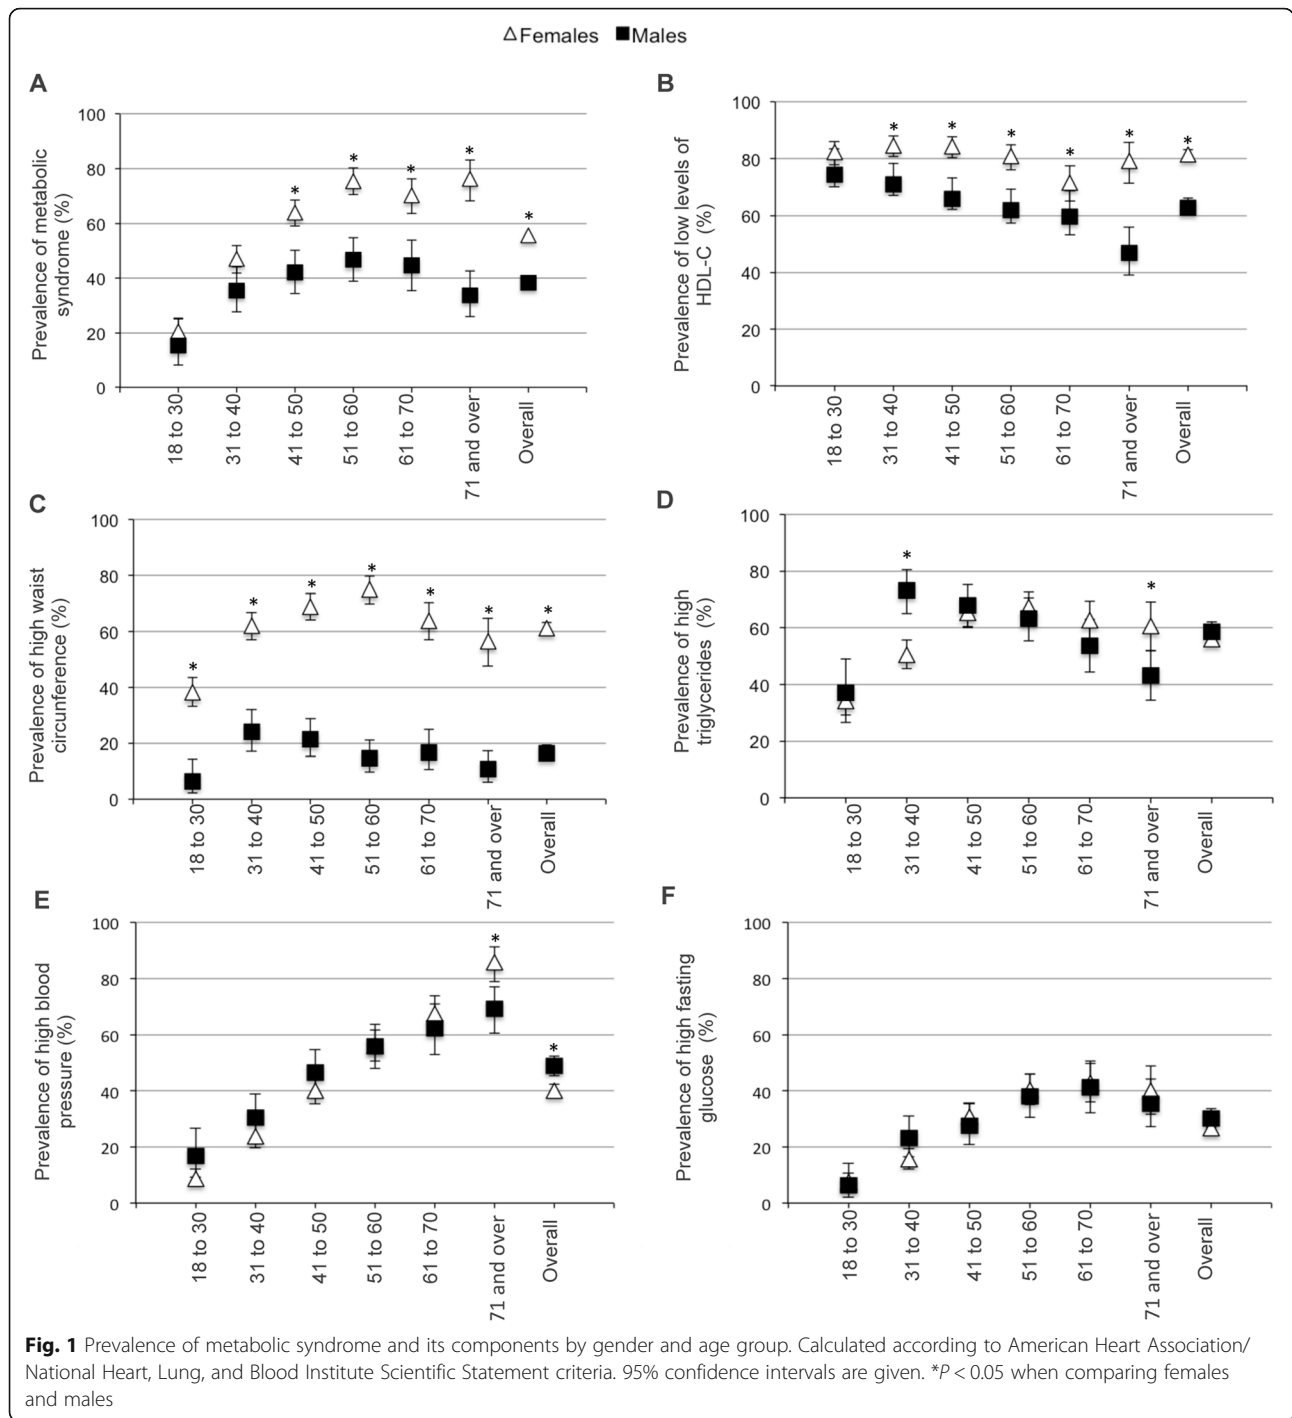 △Females ■Males
A
Prevalence of metabolic
syndrome (%)
100
80
60
40
20
0
* * * * *
18 to 30
31 to 40
41 to 50
51 to 60
61 to 70
71 and over
Overall
B
Prevalence of low levels of
HDL-C (%)
100
80
60
40
20
0
* * * * * *
18 to 30
31 to 40
41 to 50
51 to 60
61 to 70
71 and over
Overall
C
Prevalence of high waist
circunference (%)
100
80
60
40
20
0
* * * * * * *
18 to 30
31 to 40
41 to 50
51 to 60
61 to 70
71 and over
Overall
D
Prevalence of high
triglycerides (%)
100
80
60
40
20
0
* *
18 to 30
31 to 40
41 to 50
51 to 60
61 to 70
71 and over
Overall
E
Prevalence of high blood
pressure (%)
100
80
60
40
20
0
* *
18 to 30
31 to 40
41 to 50
51 to 60
61 to 70
71 and over
Overall
F
Prevalence of high fasting
glucose (%)
100
80
60
40
20
0
18 to 30
31 to 40
41 to 50
51 to 60
61 to 70
71 and over
Overall
Fig. 1 Prevalence of metabolic syndrome and its components by gender and age group. Calculated according to American Heart Association/
National Heart, Lung, and Blood Institute Scientific Statement criteria. 95% confidence intervals are given. *P < 0.05 when comparing females
and males